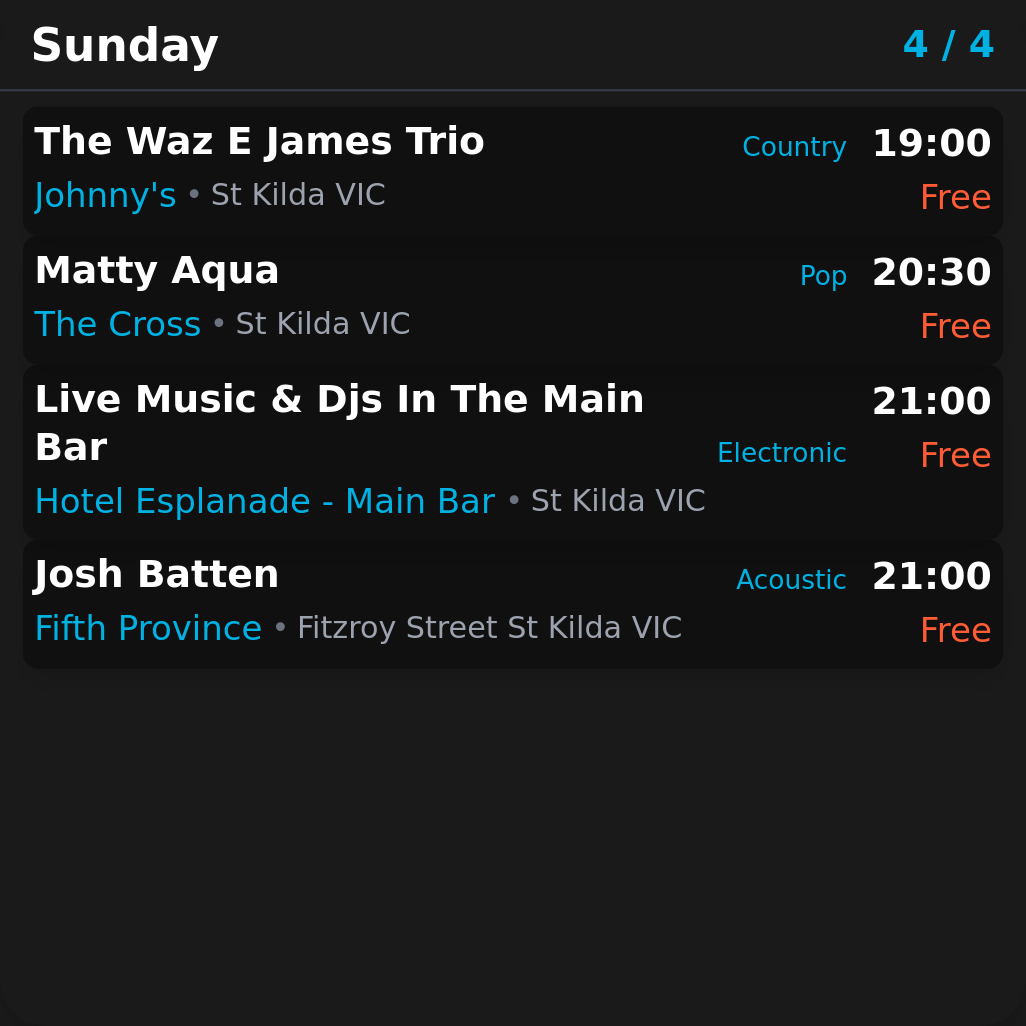 Sunday 4 / 4
The Waz E James Trio Country 19:00
Johnny's • St Kilda VIC Free
Matty Aqua Pop 20:30
The Cross • St Kilda VIC Free
Live Music & Djs In The Main 21:00
Bar Electronic Free
Hotel Esplanade - Main Bar • St Kilda VIC
Josh Batten Acoustic 21:00
Fifth Province • Fitzroy Street St Kilda VIC Free